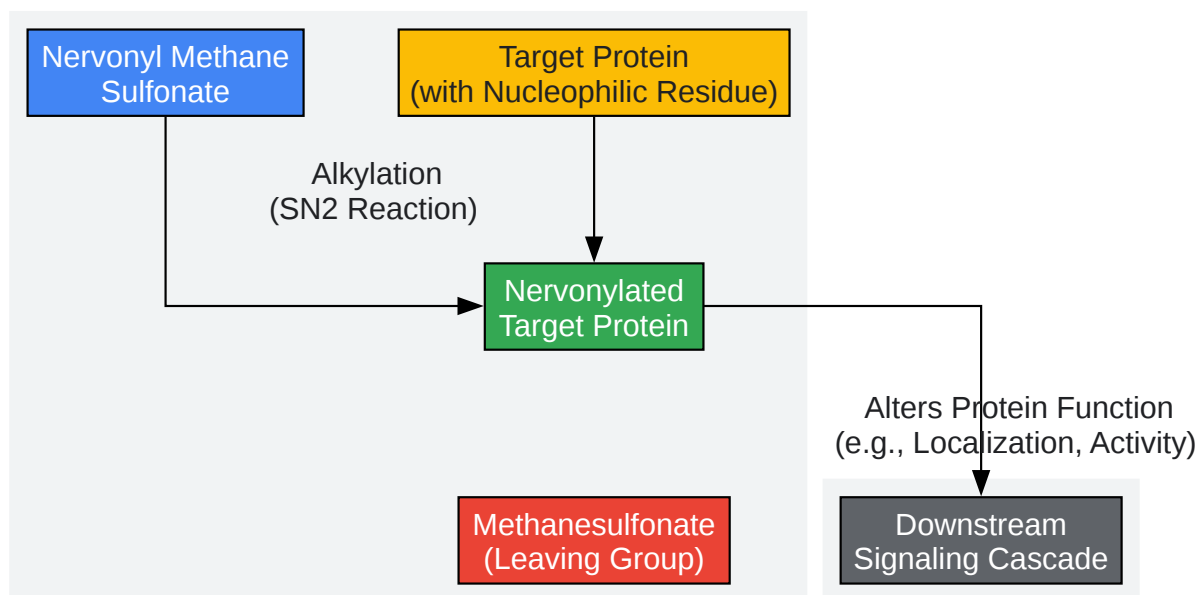 Nervonyl Methane
Sulfonate
Target Protein
(with Nucleophilic Residue)
Alkylation
(SN2 Reaction)
Nervonylated
Target Protein
Alters Protein Function
(e.g., Localization, Activity)
Methanesulfonate
(Leaving Group)
Downstream
Signaling Cascade